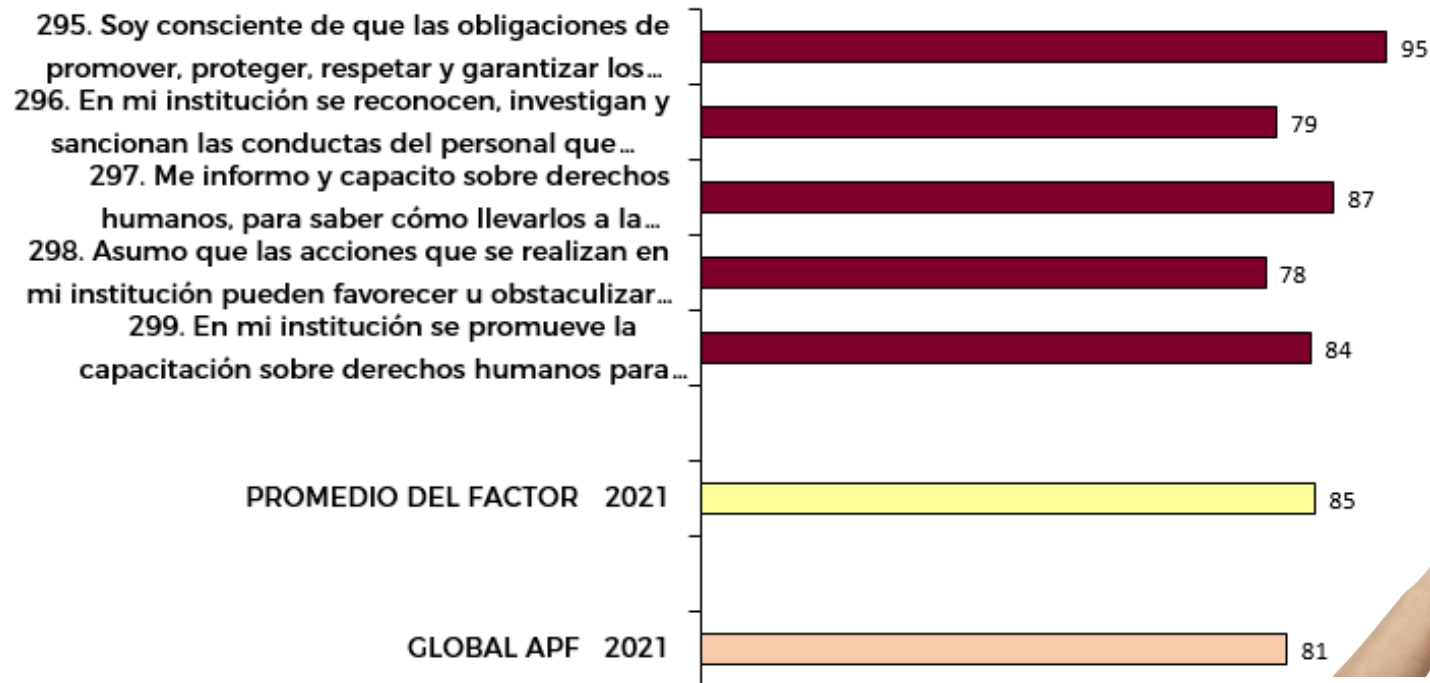 295. Soy consciente de que las obligaciones de
promover, proteger, respetar y garantizar los…
95
296. En mi institución se reconocen, investigan y
sancionan las conductas del personal que…
79
297. Me informo y capacito sobre derechos
humanos, para saber cómo llevarlos a la…
87
298. Asumo que las acciones que se realizan en
mi institución pueden favorecer u obstaculizar…
78
299. En mi institución se promueve la
capacitación sobre derechos humanos para…
84
PROMEDIO DEL FACTOR 2021
85
GLOBAL APF 2021
81